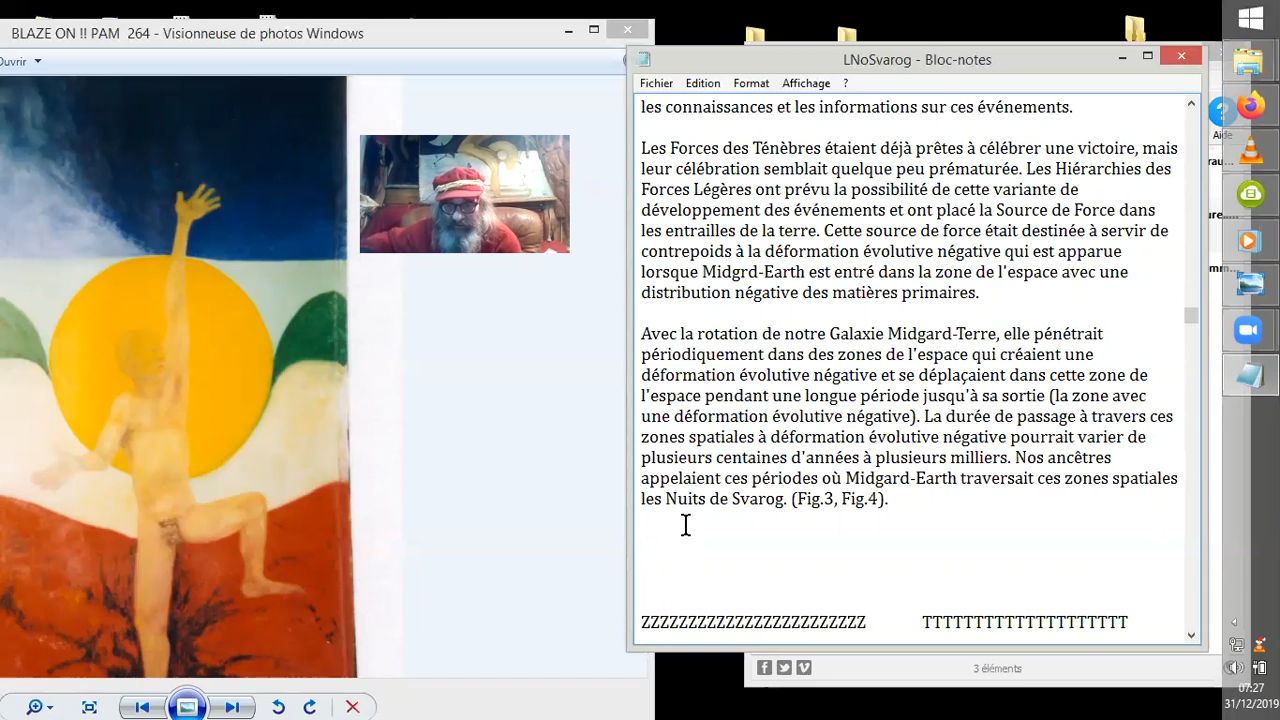 BLAZE ON !! PAM  264 - Visionneuse de photos Windows
Ouvrir
LNoSvarog - Bloc-notes
Fichier Edition Format Affichage ?
les connaissances et les informations sur ces événements.
Les Forces des Ténèbres étaient déjà prêtes à célébrer une victoire, mais
leur célébration semblait quelque peu prématurée. Les Hiérarchies des
Forces Légères ont prévu la possibilité de cette variante de
développement des événements et ont placé la Source de Force dans
les entrailles de la terre. Cette source de force était destinée à servir de
contrepoids à la déformation évolutive négative qui est apparue
lorsque Midgrd-Earth est entré dans la zone de l'espace avec une
distribution négative des matières primaires.
Avec la rotation de notre Galaxie Midgard-Terre, elle pénétrait
périodiquement dans des zones de l'espace qui créaient une
déformation évolutive négative et se déplaçaient dans cette zone de
l'espace pendant une longue période jusqu'à sa sortie (la zone avec
une déformation évolutive négative). La durée de passage à travers ces
zones spatiales à déformation évolutive négative pourrait varier de
plusieurs centaines d'années à plusieurs milliers. Nos ancêtres
appelaient ces périodes où Midgard-Earth traversait ces zones spatiales
les Nuits de Svarog. (Fig.3, Fig.4).
ZZZZZZZZZZZZZZZZZZZZZZZZ TTTTTTTTTTTTTTTTTTTT
3 éléments
Aide
07:27
31/12/2019